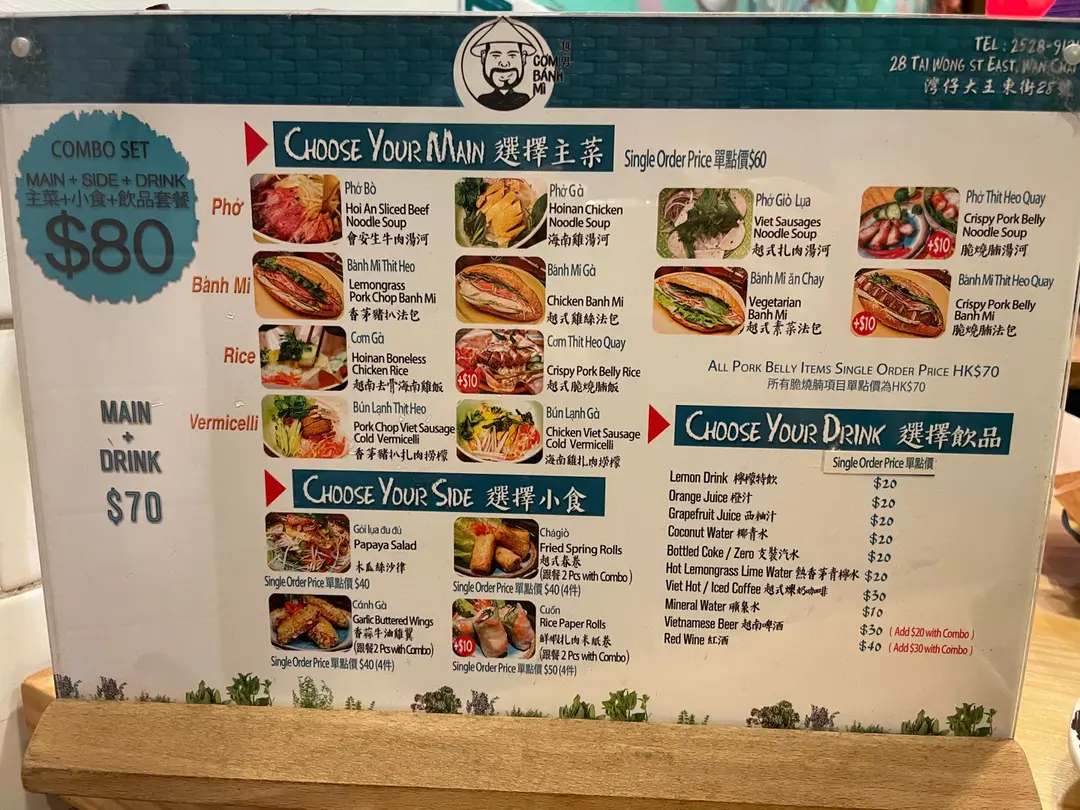 CƠM
BÁNH
MÌ
TEL : 2528-91
28 TAI WONG ST EAST, WAN CHAI
灣仔大王東街28號
COMBO SET
MAIN + SIDE + DRINK
主菜+小食+飲品套餐
$80
MAIN
+
DRINK
$70
CHOOSE YOUR MAIN 選擇主菜
Single Order Price 單點價$60
Phở
Phở Bò
Hoi An Sliced Beef
Noodle Soup
會安生牛肉湯河
Phở Gà
Hoinan Chicken
Noodle Soup
海南雞湯河
Phở Giò Lụa
Viet Sausages
Noodle Soup
越式扎肉湯河
+$10
Phở Thịt Heo Quay
Crispy Pork Belly
Noodle Soup
脆燒腩湯河
Bánh Mì
Bành Mì Thịt Heo
Lemongrass
Pork Chop Banh Mi
香茅豬扒法包
Bành Mì Gà
Chicken Banh Mi
越式雞絲法包
Bành Mì ăn Chay
Vegetarian
Banh Mi
越式素菜法包
+$10
Bành Mì Thịt Heo Quay
Crispy Pork Belly
Banh Mi
脆燒腩法包
Rice
Cơm Gà
Hoinan Boneless
Chicken Rice
越南去骨海南雞飯
+$10
Cơm Thịt Heo Quay
Crispy Pork Belly Rice
越式脆燒腩飯
ALL PORK BELLY ITEMS SINGLE ORDER PRICE HK$70
所有脆燒腩項目單點價為HK$70
Vermicelli
Bún Lạnh Thịt Heo
Pork Chop Viet Sausage
Cold Vermicelli
香茅豬扒扎肉撈檬
Bún Lạnh Gà
Chicken Viet Sausage
Cold Vermicelli
海南雞扎肉撈檬
CHOOSE YOUR SIDE 選擇小食
Gỏi lụa đu đủ
Papaya Salad
木瓜絲沙律
Single Order Price 單點價 $40
Chágiò
Fried Spring Rolls
越式春卷
(跟餐 2 Pcs with Combo )
Single Order Price 單點價 $40 (4件)
Cánh Gà
Garlic Buttered Wings
香蒜牛油雞翼
(跟餐2 Pcs with Combo)
Single Order Price 單點價 $40 (4件)
+$10
Cuốn
Rice Paper Rolls
鮮蝦扎肉米紙卷
(跟餐 2 Pcs with Combo )
Single Order Price 單點價 $50 (4件)
CHOOSE YOUR DRINK 選擇飲品
Single Order Price 單點價
Lemon Drink 檸檬特飲 $20
Orange Juice 橙汁 $20
Grapefruit Juice 西柚汁 $20
Coconut Water 椰青水 $20
Bottled Coke / Zero 支裝汽水 $20
Hot Lemongrass Lime Water 熱香茅青檸水 $20
Viet Hot / Iced Coffee 越式煉奶咖啡 $30
Mineral Water 礦泉水 $10
Vietnamese Beer 越南啤酒 $30 ( Add $20 with Combo )
Red Wine 紅酒 $40 ( Add $30 with Combo )